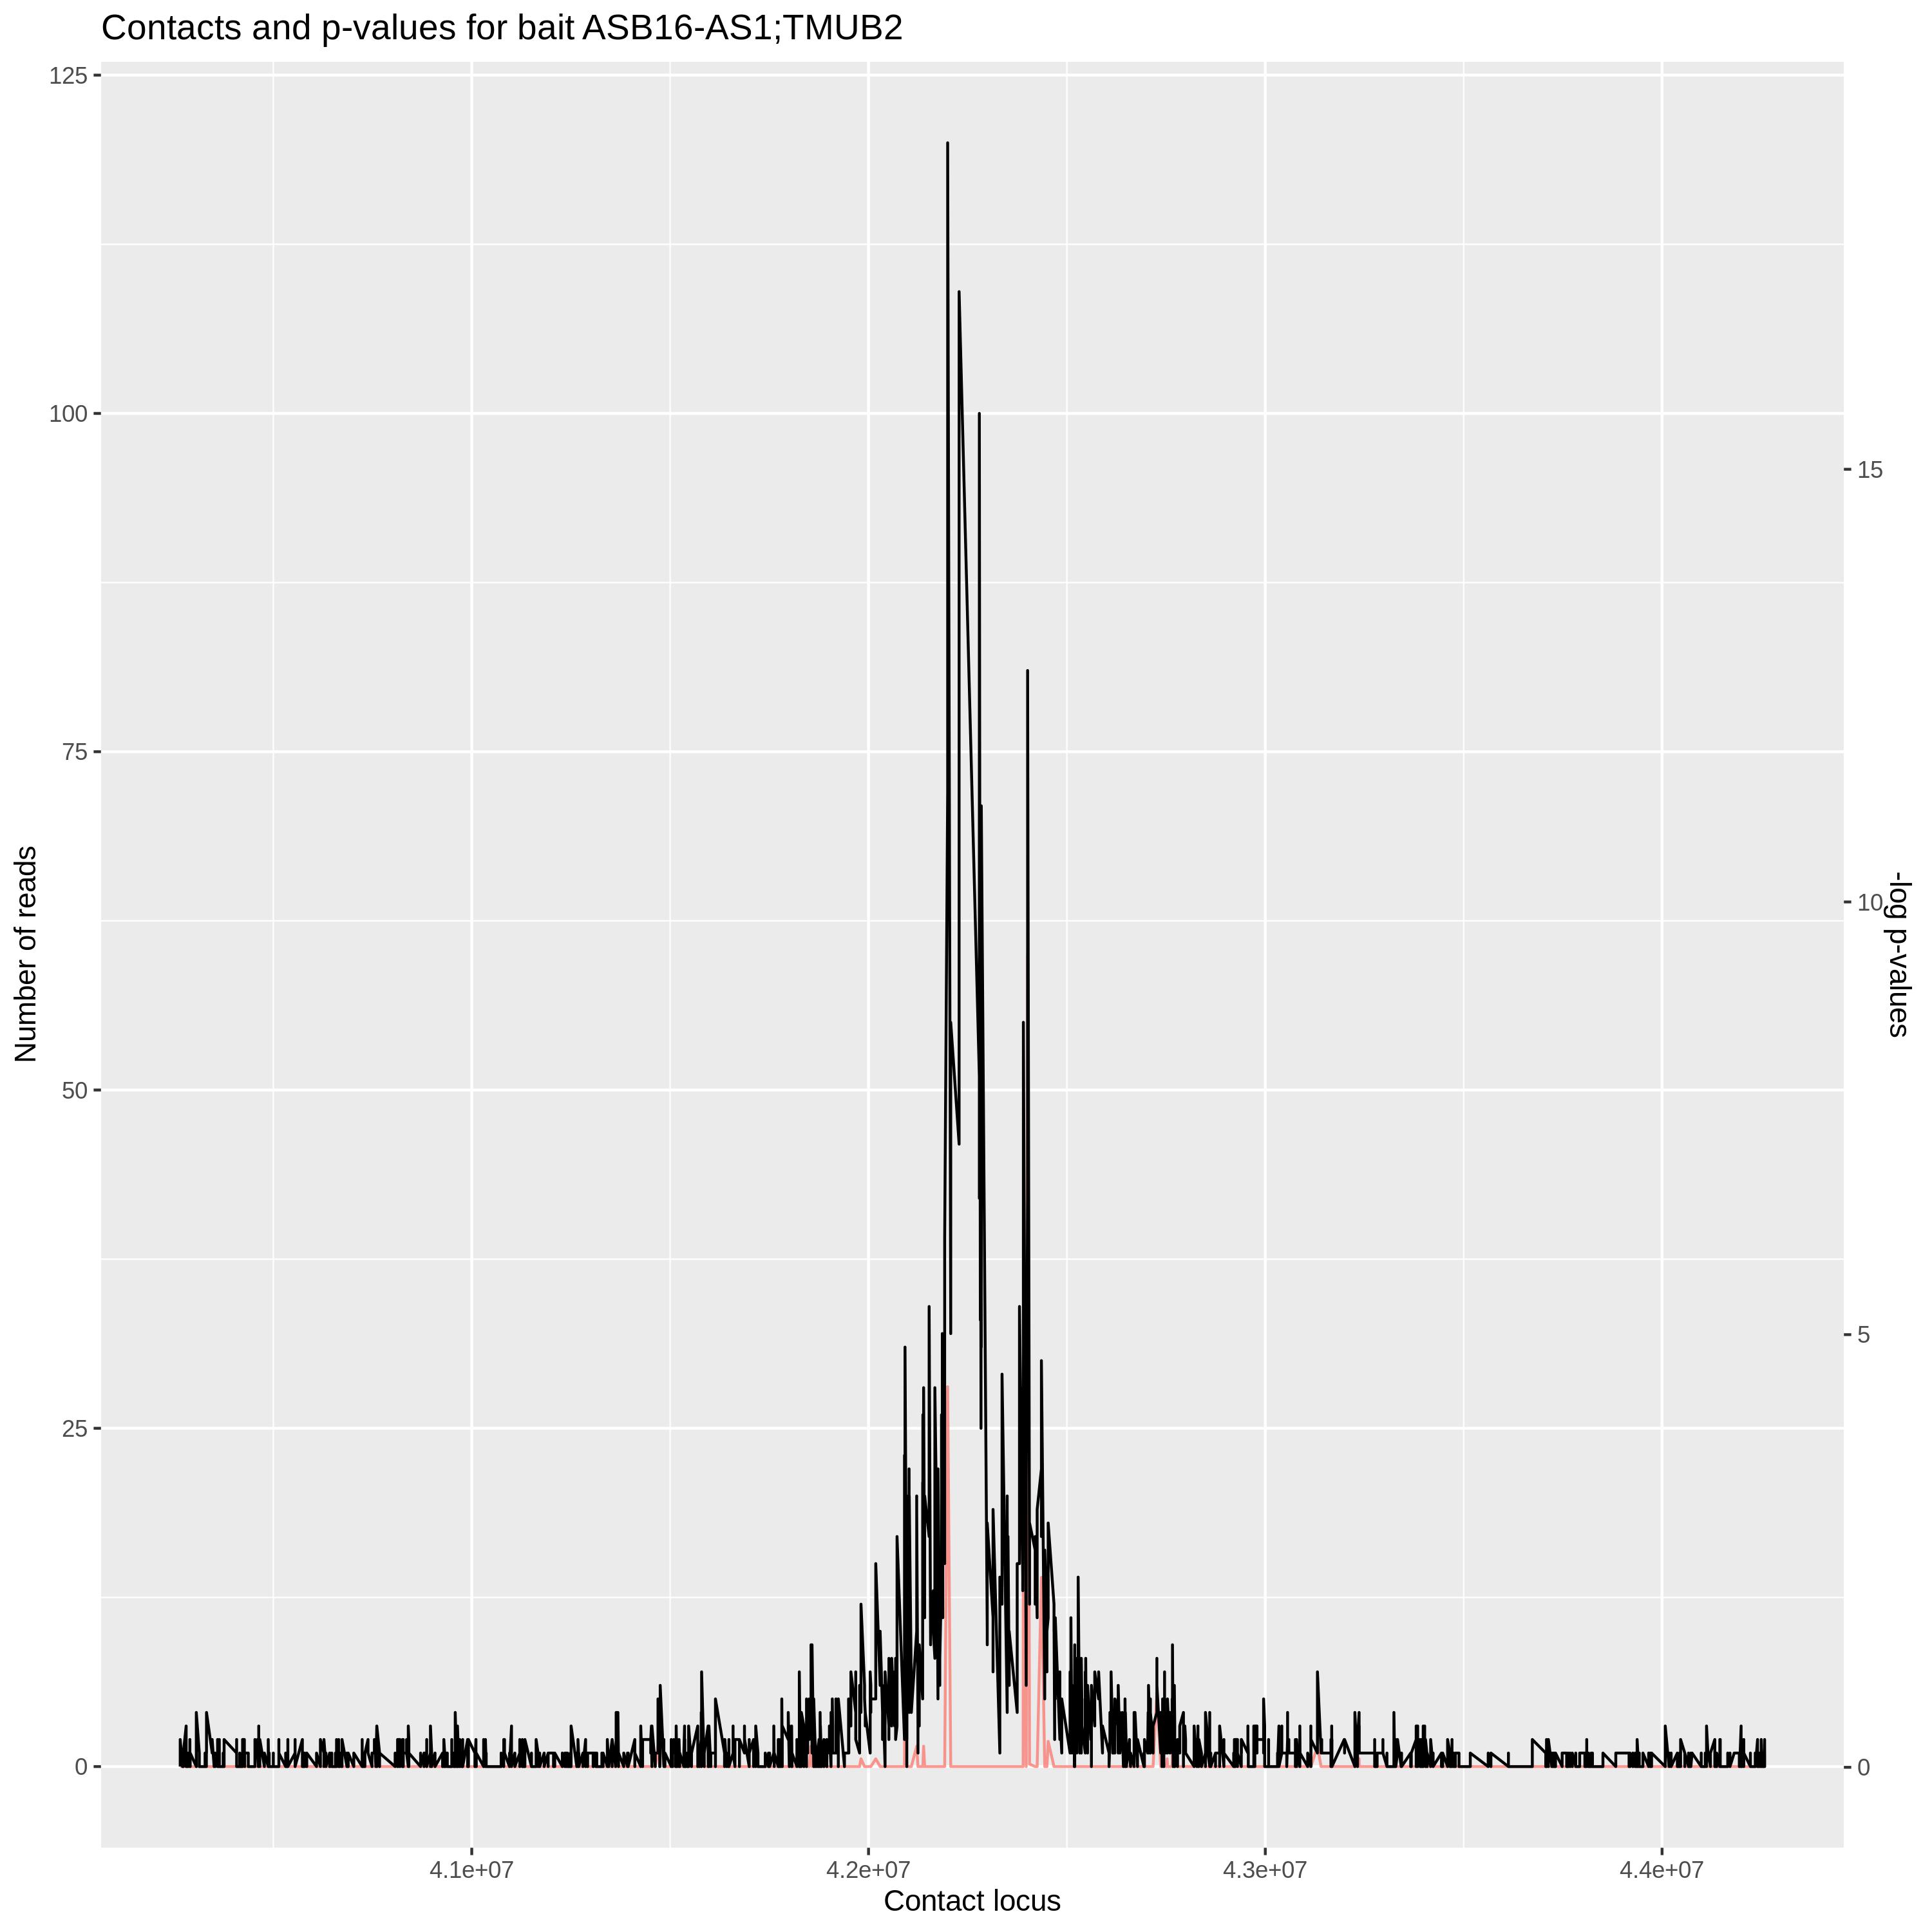 Contacts and p-values for bait ASB16-AS1;TMUB2
125
100
75
50
25
0
Number of reads
15
10
5
0
-log p-values
4.1e+07
4.2e+07
4.3e+07
4.4e+07
Contact locus